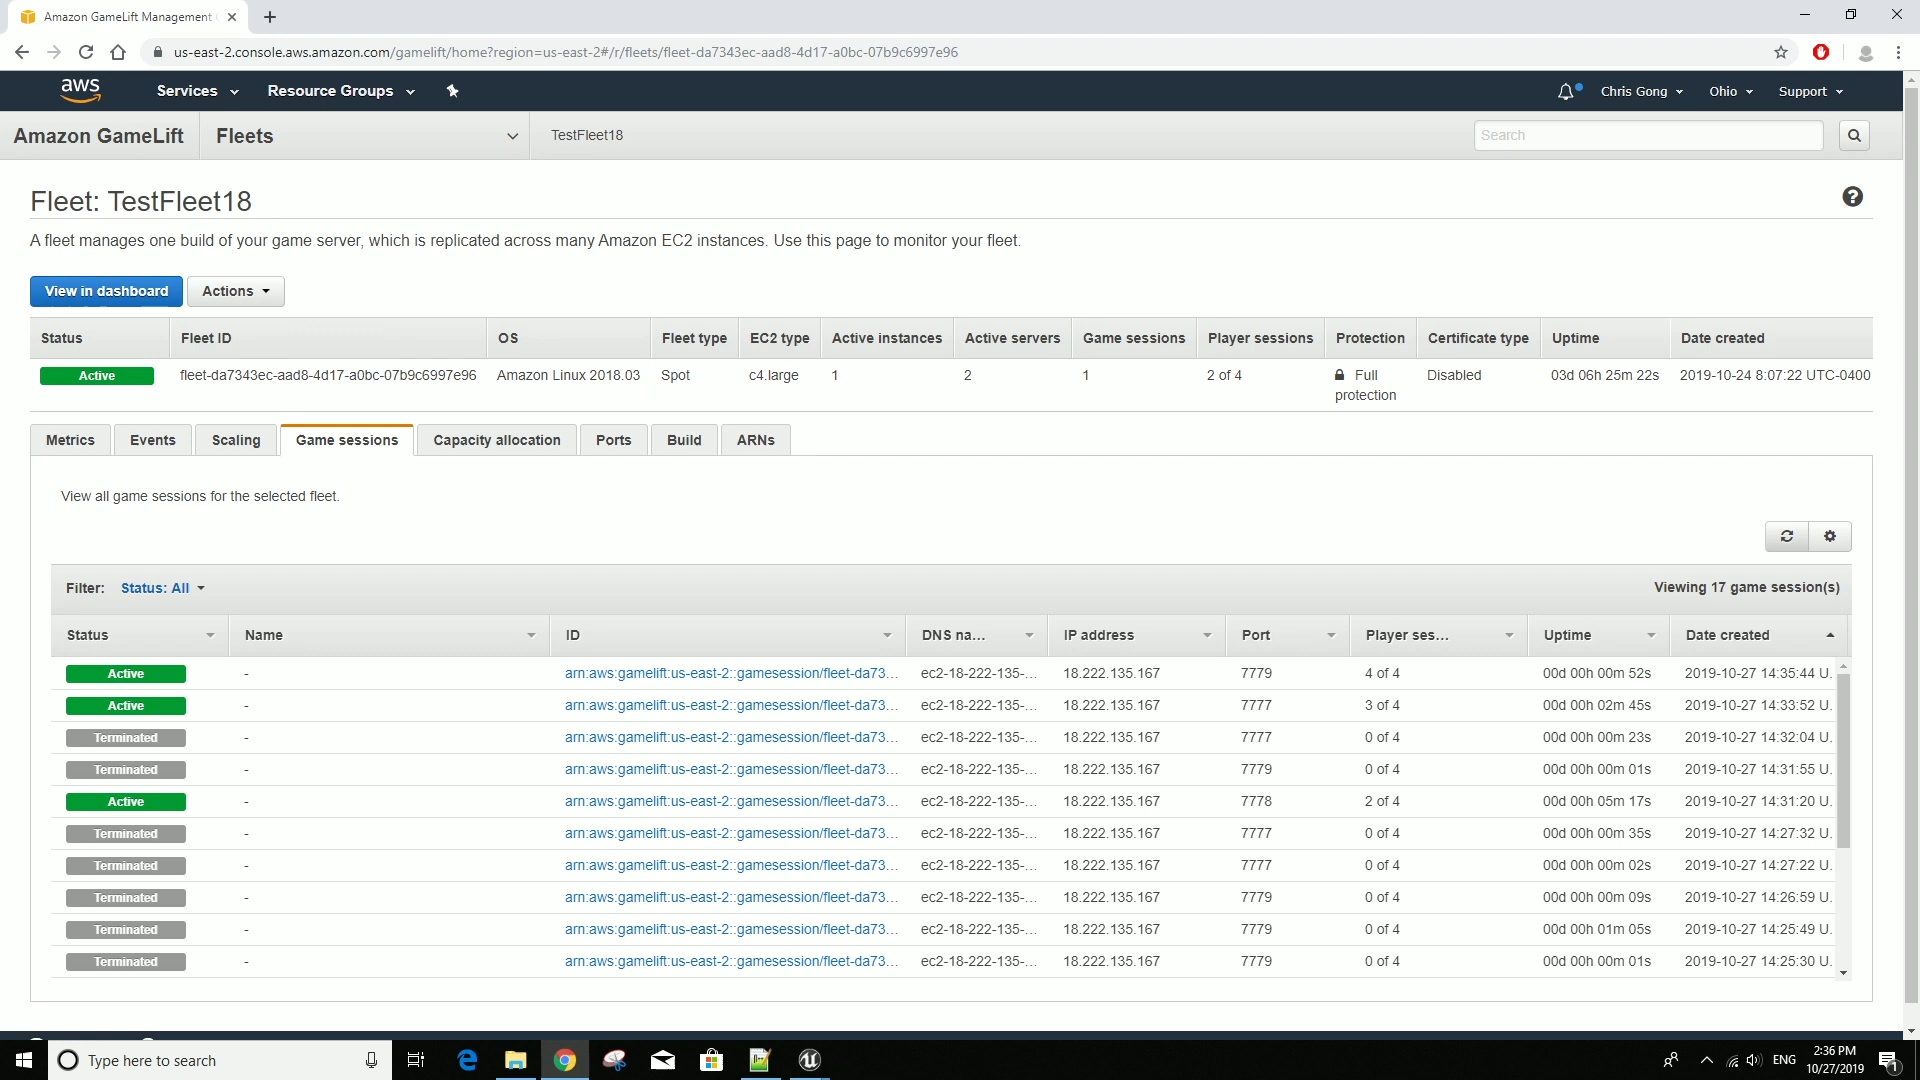 Amazon GameLift Management
us-east-2.console.aws.amazon.com/gamelift/home?region=us-east-2#/r/fleets/fleet-da7343ec-aad8-4d17-a0bc-07b9c6997e96
aws Services Resource Groups Chris Gong Ohio Support
Amazon GameLift Fleets TestFleet18 Search
Fleet: TestFleet18
A fleet manages one build of your game server, which is replicated across many Amazon EC2 instances. Use this page to monitor your fleet.
View in dashboard Actions
Status Fleet ID OS Fleet type EC2 type Active instances Active servers Game sessions Player sessions Protection Certificate type Uptime Date created
Active fleet-da7343ec-aad8-4d17-a0bc-07b9c6997e96 Amazon Linux 2018.03 Spot c4.large 1 2 1 2 of 4 Full protection Disabled 03d 06h 25m 22s 2019-10-24 8:07:22 UTC-0400
Metrics Events Scaling Game sessions Capacity allocation Ports Build ARNs
View all game sessions for the selected fleet.
Filter: Status: All Viewing 17 game session(s)
Status Name ID DNS na... IP address Port Player ses... Uptime Date created
Active - arn:aws:gamelift:us-east-2::gamesession/fleet-da73... ec2-18-222-135-... 18.222.135.167 7779 4 of 4 00d 00h 00m 52s 2019-10-27 14:35:44 U.
Active - arn:aws:gamelift:us-east-2::gamesession/fleet-da73... ec2-18-222-135-... 18.222.135.167 7777 3 of 4 00d 00h 02m 45s 2019-10-27 14:33:52 U.
Terminated - arn:aws:gamelift:us-east-2::gamesession/fleet-da73... ec2-18-222-135-... 18.222.135.167 7777 0 of 4 00d 00h 00m 23s 2019-10-27 14:32:04 U.
Terminated - arn:aws:gamelift:us-east-2::gamesession/fleet-da73... ec2-18-222-135-... 18.222.135.167 7779 0 of 4 00d 00h 00m 01s 2019-10-27 14:31:55 U.
Active - arn:aws:gamelift:us-east-2::gamesession/fleet-da73... ec2-18-222-135-... 18.222.135.167 7778 2 of 4 00d 00h 05m 17s 2019-10-27 14:31:20 U.
Terminated - arn:aws:gamelift:us-east-2::gamesession/fleet-da73... ec2-18-222-135-... 18.222.135.167 7777 0 of 4 00d 00h 00m 35s 2019-10-27 14:27:32 U.
Terminated - arn:aws:gamelift:us-east-2::gamesession/fleet-da73... ec2-18-222-135-... 18.222.135.167 7777 0 of 4 00d 00h 00m 02s 2019-10-27 14:27:22 U.
Terminated - arn:aws:gamelift:us-east-2::gamesession/fleet-da73... ec2-18-222-135-... 18.222.135.167 7779 0 of 4 00d 00h 00m 09s 2019-10-27 14:26:59 U.
Terminated - arn:aws:gamelift:us-east-2::gamesession/fleet-da73... ec2-18-222-135-... 18.222.135.167 7779 0 of 4 00d 00h 01m 05s 2019-10-27 14:25:49 U.
Terminated - arn:aws:gamelift:us-east-2::gamesession/fleet-da73... ec2-18-222-135-... 18.222.135.167 7779 0 of 4 00d 00h 00m 01s 2019-10-27 14:25:30 U.
Type here to search ENG 2:36 PM
10/27/2019 1